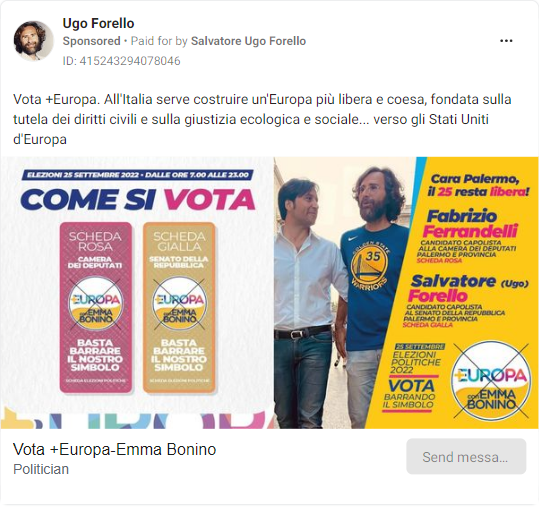 Ugo Forello
Sponsored • Paid for by Salvatore Ugo Forello
ID: 415243294078046
Vota +Europa. All'Italia serve costruire un'Europa più libera e coesa, fondata sulla
tutela dei diritti civili e sulla giustizia ecologica e sociale... verso gli Stati Uniti
d'Europa
ELEZIONI 25 SETTEMBRE 2022 • DALLE ORE 7.00 ALLE 23.00
COME SI VOTA
SCHEDA
ROSA
CAMERA
DEI DEPUTATI
+EUROPA
con EMMA
BONINO
BASTA
BARRARE
IL NOSTRO
SIMBOLO
SCHEDA ELEZIONI POLITICHE
SCHEDA
GIALLA
SENATO DELLA
REPUBBLICA
+EUROPA
con EMMA
BONINO
BASTA
BARRARE
IL NOSTRO
SIMBOLO
SCHEDA ELEZIONI POLITICHE
GOLDEN STATE
35
WARRIORS
Cara Palermo,
il 25 resta libera!
Fabrizio
Ferrandelli
CANDIDATO CAPOLISTA
ALLA CAMERA DEI DEPUTATI
PALERMO E PROVINCIA
SCHEDA ROSA
Salvatore (Ugo)
Forello
CANDIDATO CAPOLISTA
AL SENATO DELLA REPUBBLICA
PALERMO E PROVINCIA
SCHEDA GIALLA
25 SETTEMBRE
ELEZIONI
POLITICHE
2022
VOTA
BARRANDO
IL SIMBOLO
+EUROPA
con EMMA
BONINO
Vota +Europa-Emma Bonino
Politician
Send messa...